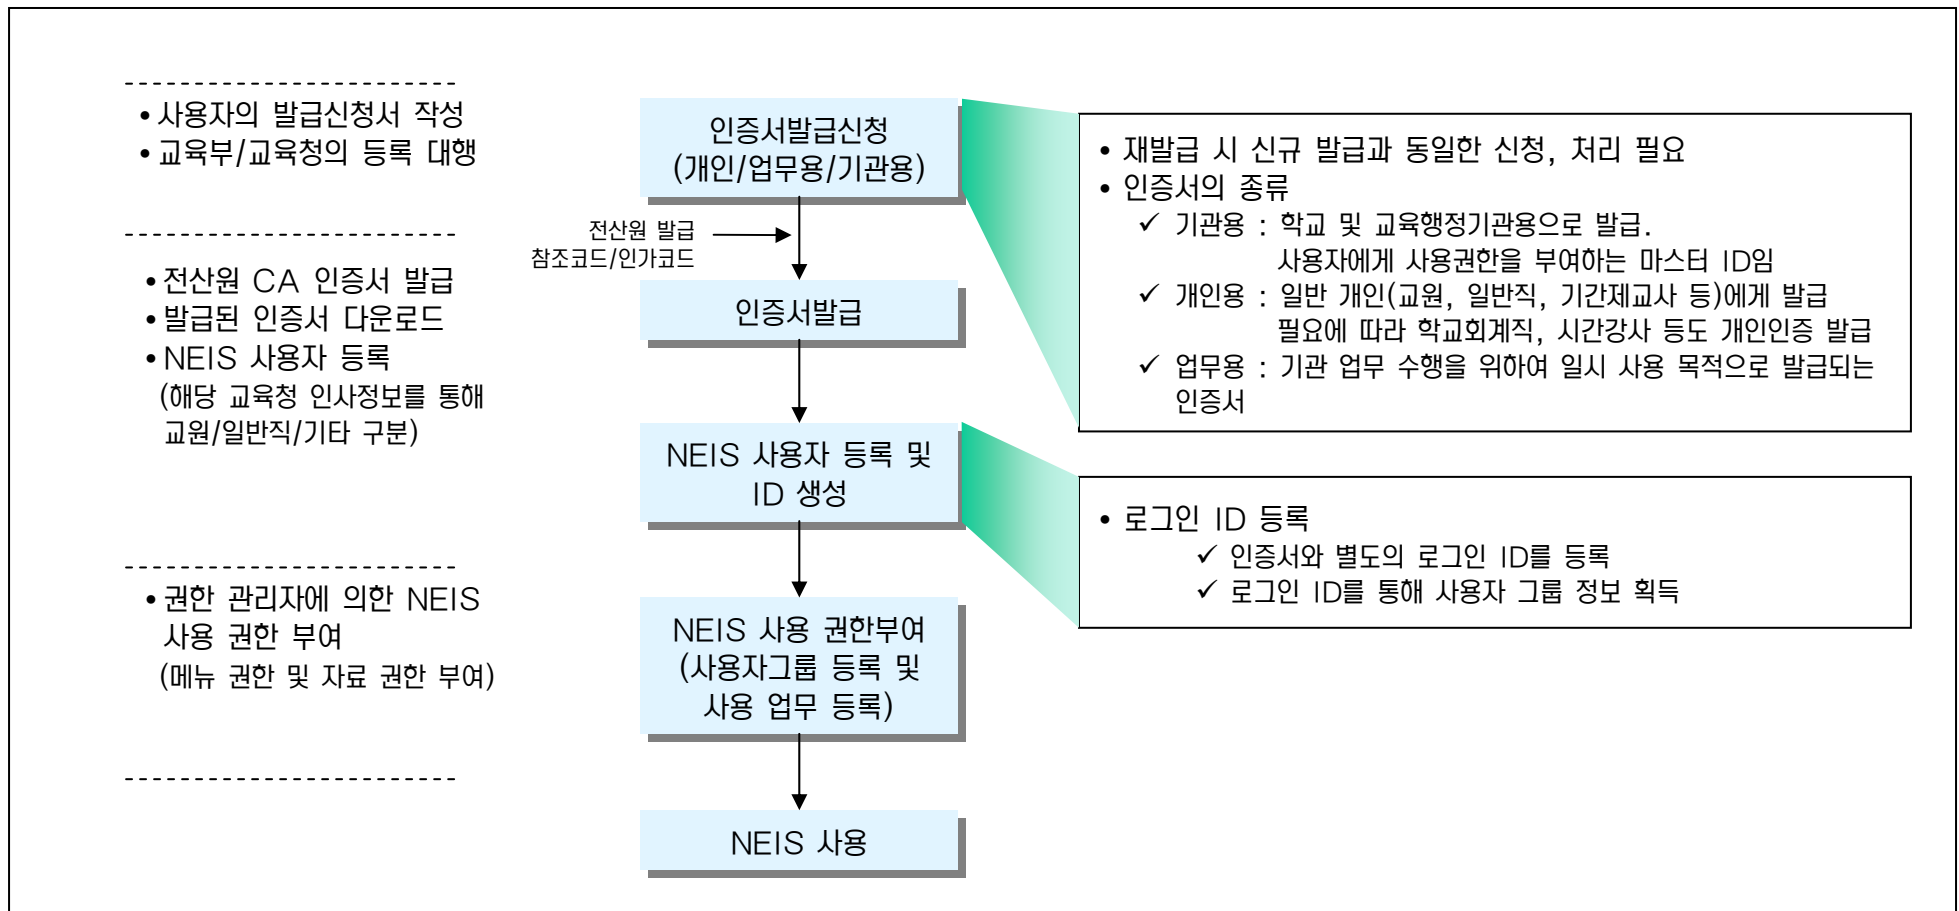 • 사용자의 발급신청서 작성
• 교육부/교육청의 등록 대행
• 전산원 CA 인증서 발급
• 발급된 인증서 다운로드
• NEIS 사용자 등록
(해당 교육청 인사정보를 통해
교원/일반직/기타 구분)
• 권한 관리자에 의한 NEIS
사용 권한 부여
(메뉴 권한 및 자료 권한 부여)
인증서발급신청
(개인/업무용/기관용)
전산원 발급
참조코드/인가코드
인증서발급
NEIS 사용자 등록 및
ID 생성
NEIS 사용 권한부여
(사용자그룹 등록 및
사용 업무 등록)
NEIS 사용
• 재발급 시 신규 발급과 동일한 신청, 처리 필요
• 인증서의 종류
✓ 기관용 : 학교 및 교육행정기관용으로 발급.
사용자에게 사용권한을 부여하는 마스터 ID임
✓ 개인용 : 일반 개인(교원, 일반직, 기간제교사 등)에게 발급
필요에 따라 학교회계직, 시간강사 등도 개인인증 발급
✓ 업무용 : 기관 업무 수행을 위하여 일시 사용 목적으로 발급되는
인증서
• 로그인 ID 등록
✓ 인증서와 별도의 로그인 ID를 등록
✓ 로그인 ID를 통해 사용자 그룹 정보 획득